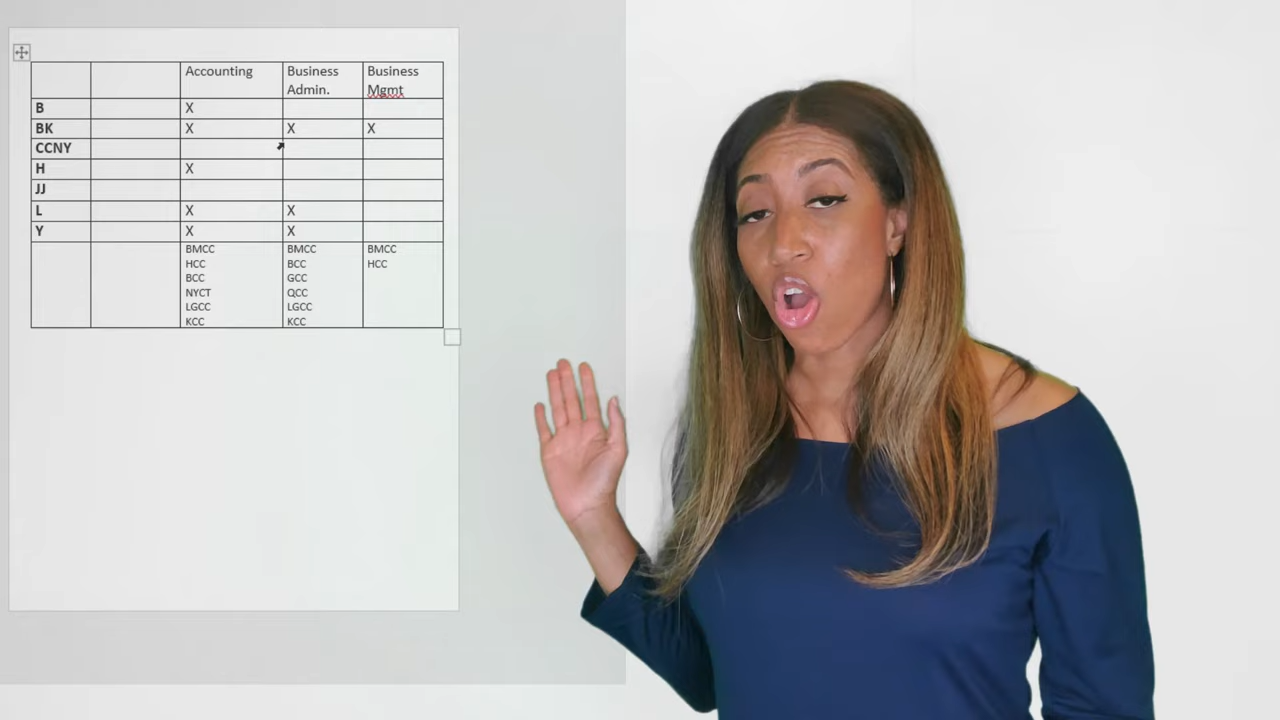 Accounting Business Admin. Business Mgmt
B X
BK X X X
CCNY
H X
JJ
L X X
Y X X
BMCC BMCC BMCC
HCC BCC HCC
BCC GCC
NYCT QCC
LGCC LGCC
KCC KCC